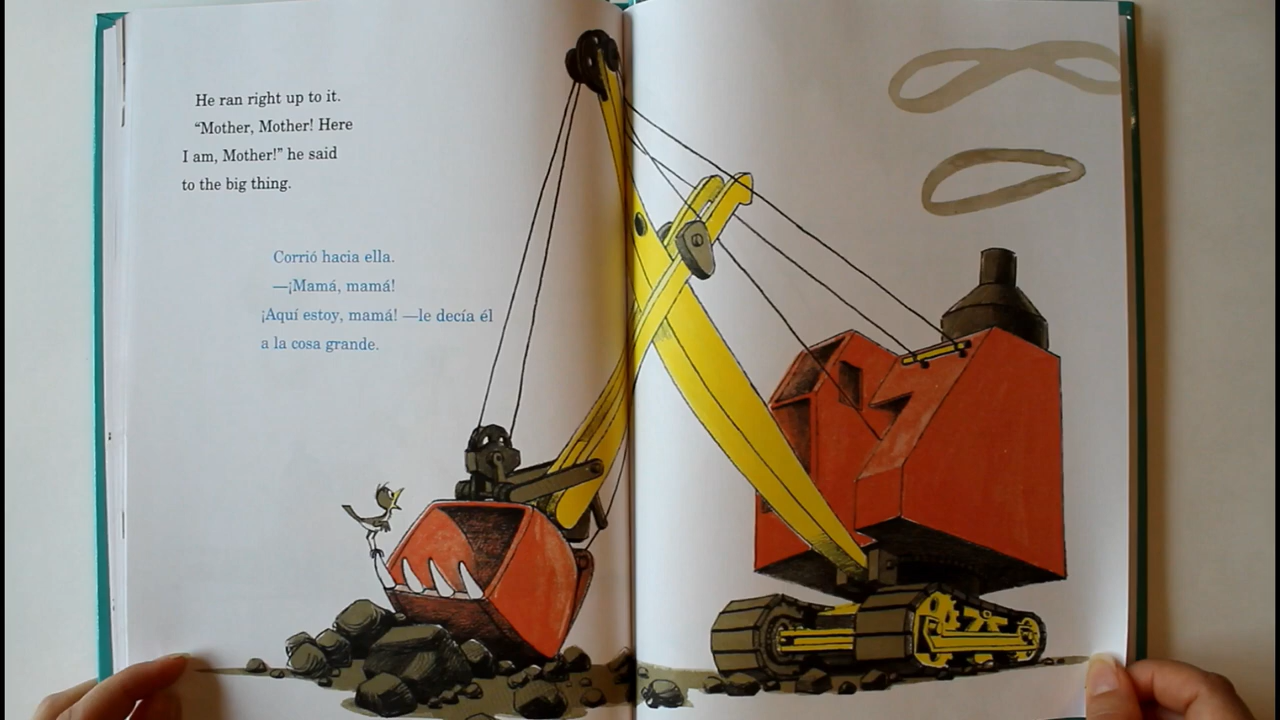 He ran right up to it.
“Mother, Mother! Here
I am, Mother!” he said
to the big thing.
Corrió hacia ella.
—¡Mamá, mamá!
¡Aquí estoy, mamá! —le decía él
a la cosa grande.